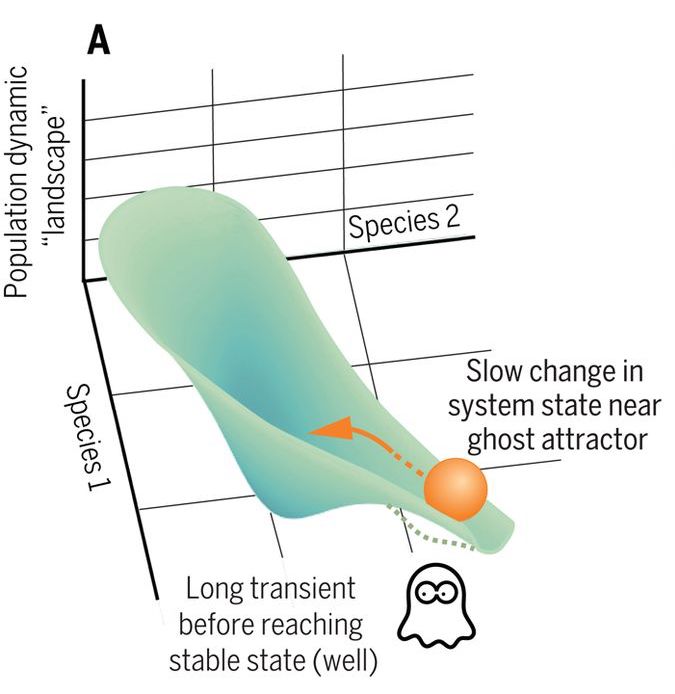 A
Population dynamic
“landscape”
Species 2
Species 1
Slow change in
system state near
ghost attractor
Long transient
before reaching
stable state (well)